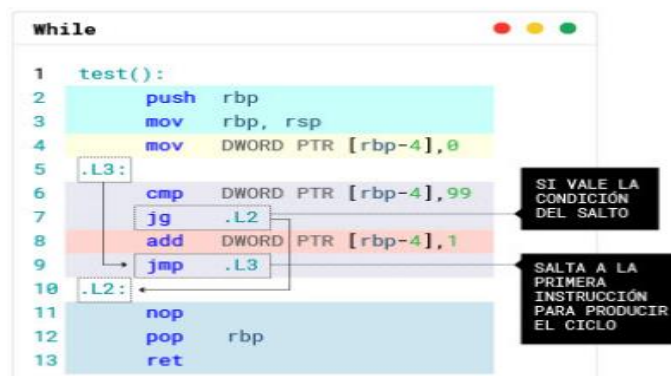 While
1 test():
2 push rbp
3 mov rbp, rsp
4 mov DWORD PTR [rbp-4],0
5 .L3:
6 cmp DWORD PTR [rbp-4],99
7 jg .L2
8 add DWORD PTR [rbp-4],1
9 jmp .L3
10 .L2:
11 nop
12 pop rbp
13 ret
SI VALE LA
CONDICIÓN
DEL SALTO
SALTA A LA
PRIMERA
INSTRUCCIÓN
PARA PRODUCIR
EL CICLO